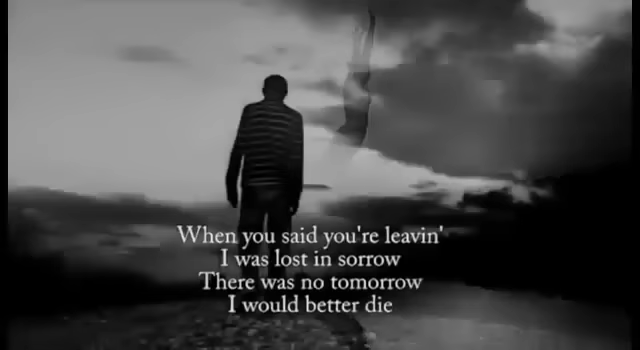 When you said you're leavin'
I was lost in sorrow
There was no tomorrow
I would better die